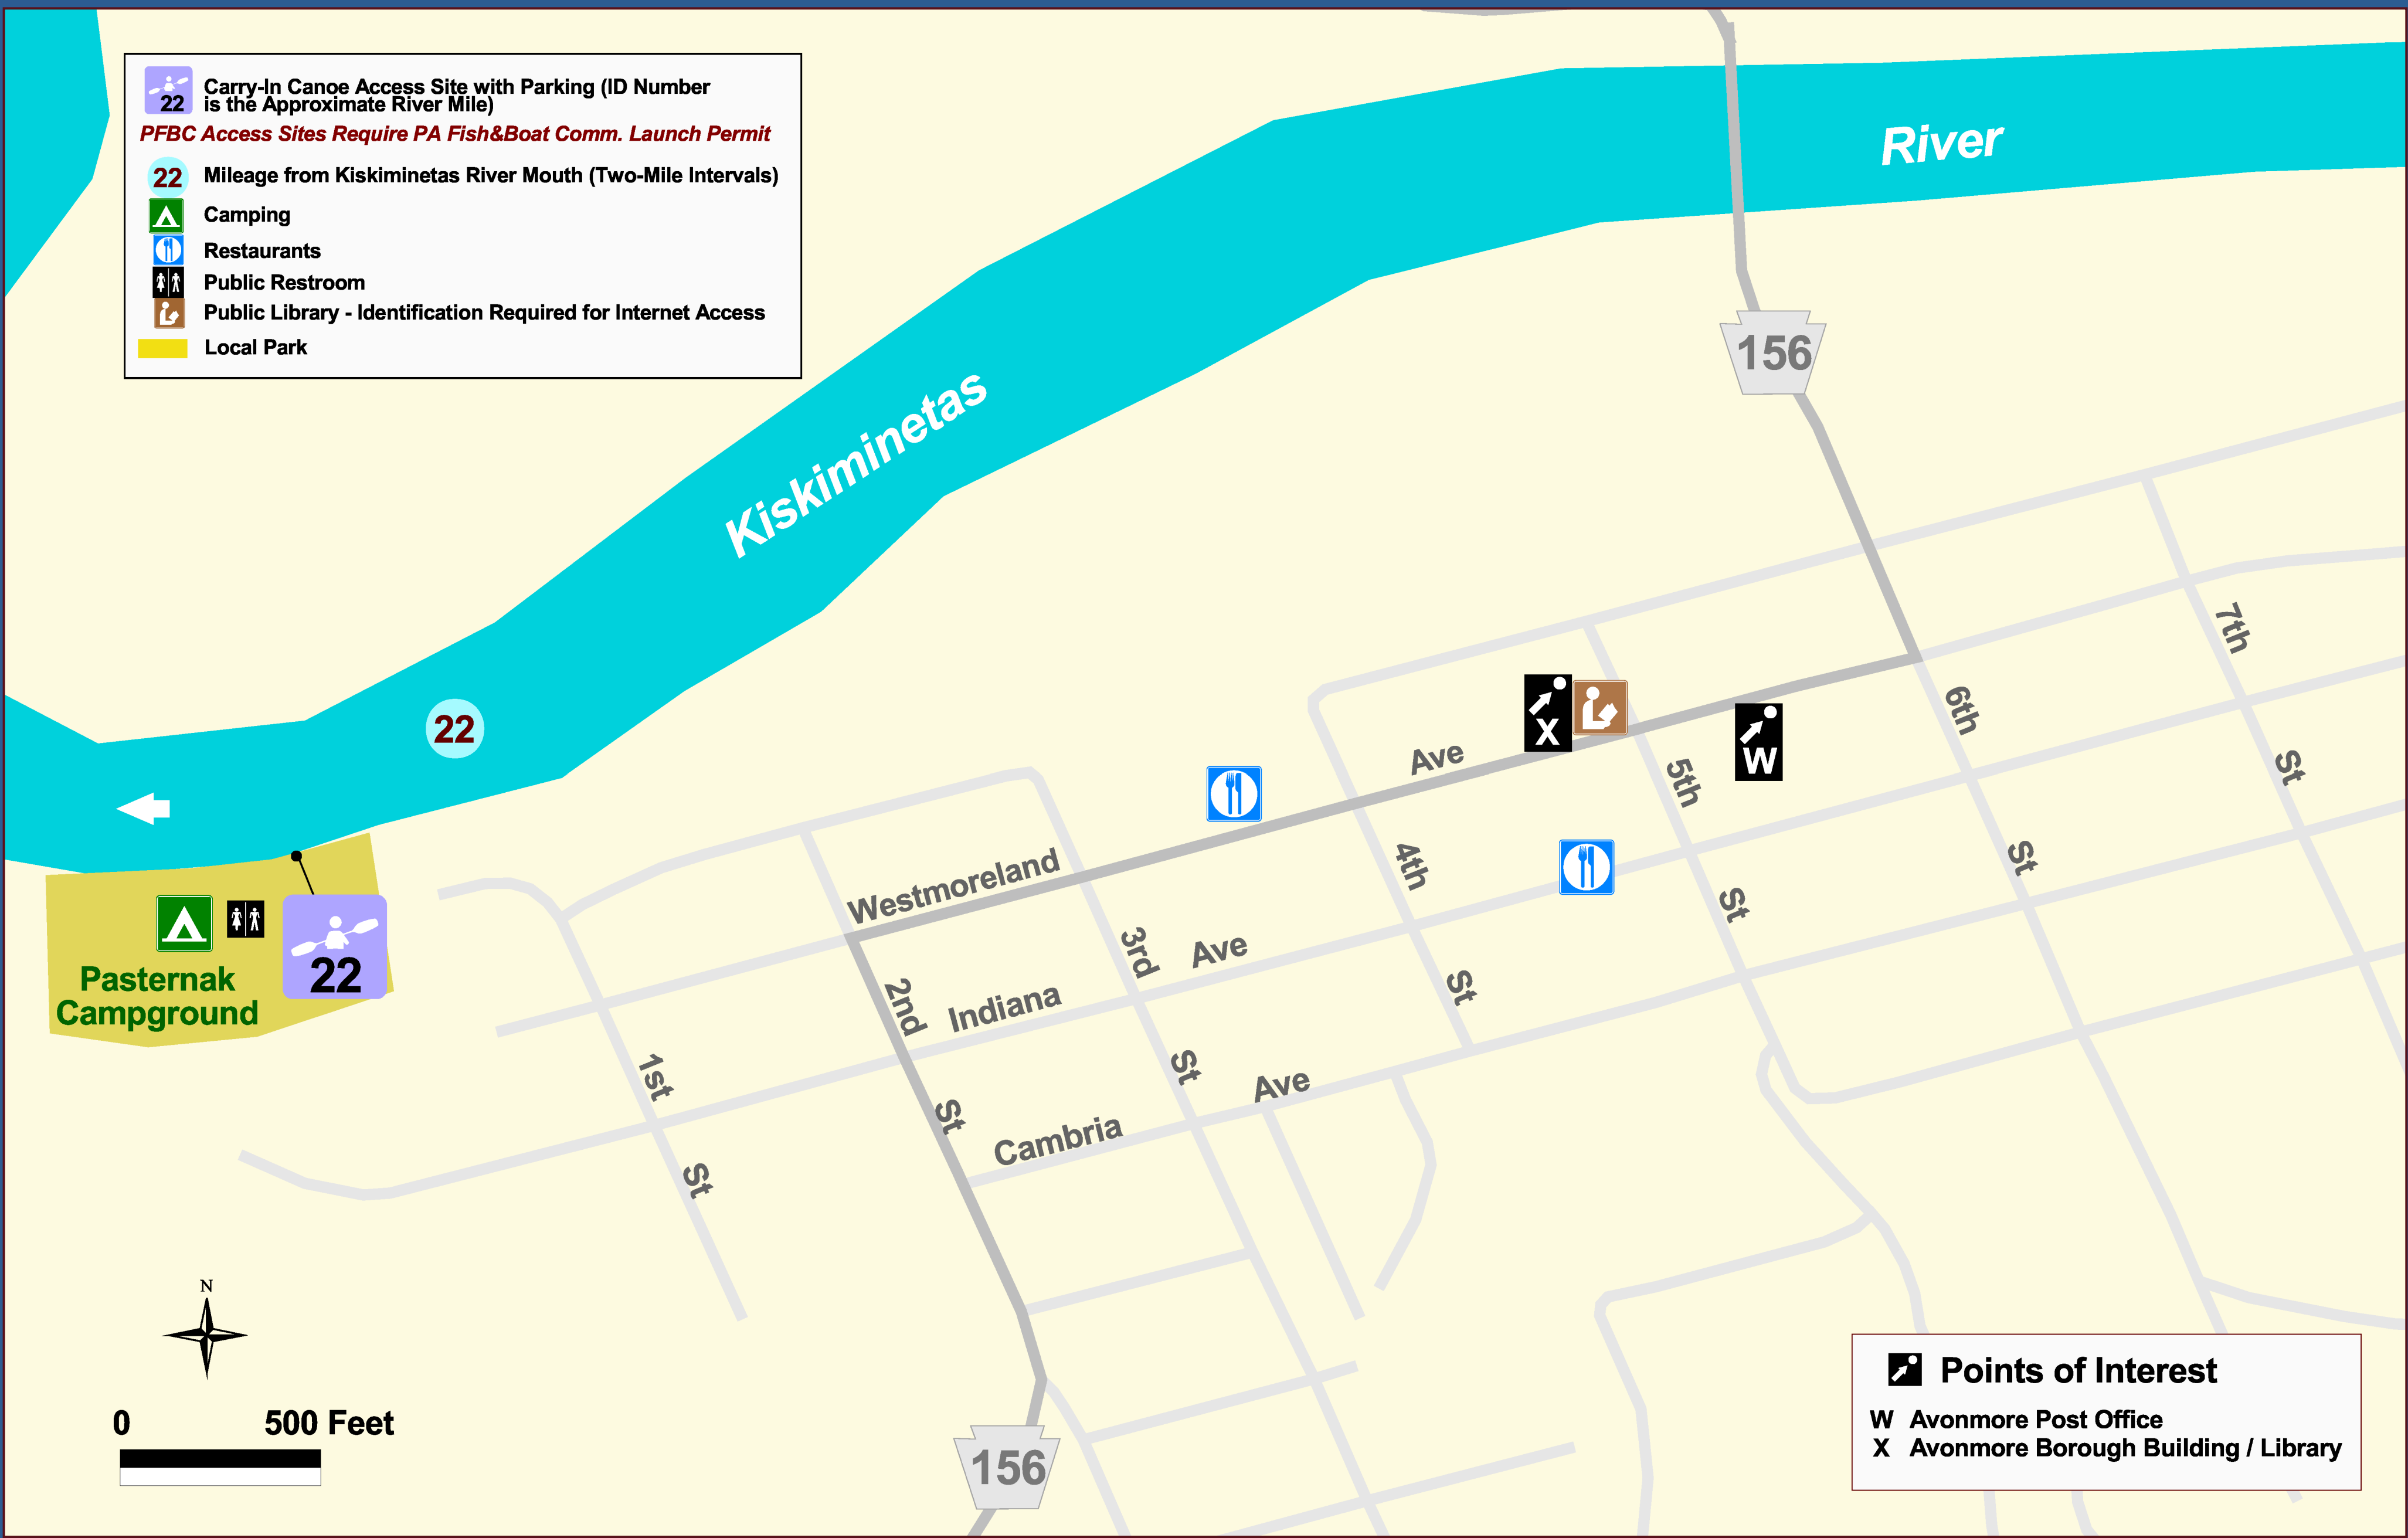 22
Carry-In Canoe Access Site with Parking (ID Number
is the Approximate River Mile)
PFBC Access Sites Require PA Fish&Boat Comm. Launch Permit
22
Mileage from Kiskiminetas River Mouth (Two-Mile Intervals)
Camping
Restaurants
Public Restroom
Public Library - Identification Required for Internet Access
Local Park
Kiskiminetas
River
156
22
7th
St
6th
St
5th
St
4th
St
3rd
St
2nd
St
1st
St
X
W
Westmoreland
Ave
Indiana
Ave
Cambria
Ave
22
Pasternak
Campground
N
0
500 Feet
156
Points of Interest
W Avonmore Post Office
X Avonmore Borough Building / Library